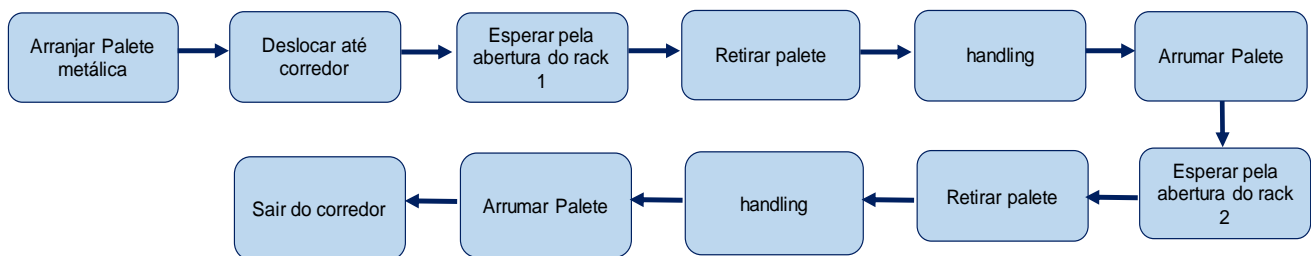 Arranjar Palete
metálica
Deslocar até
corredor
Esperar pela
abertura do rack
1
Retirar palete
handling
Arrumar Palete
Esperar pela
abertura do rack
2
Retirar palete
handling
Arrumar Palete
Sair do corredor